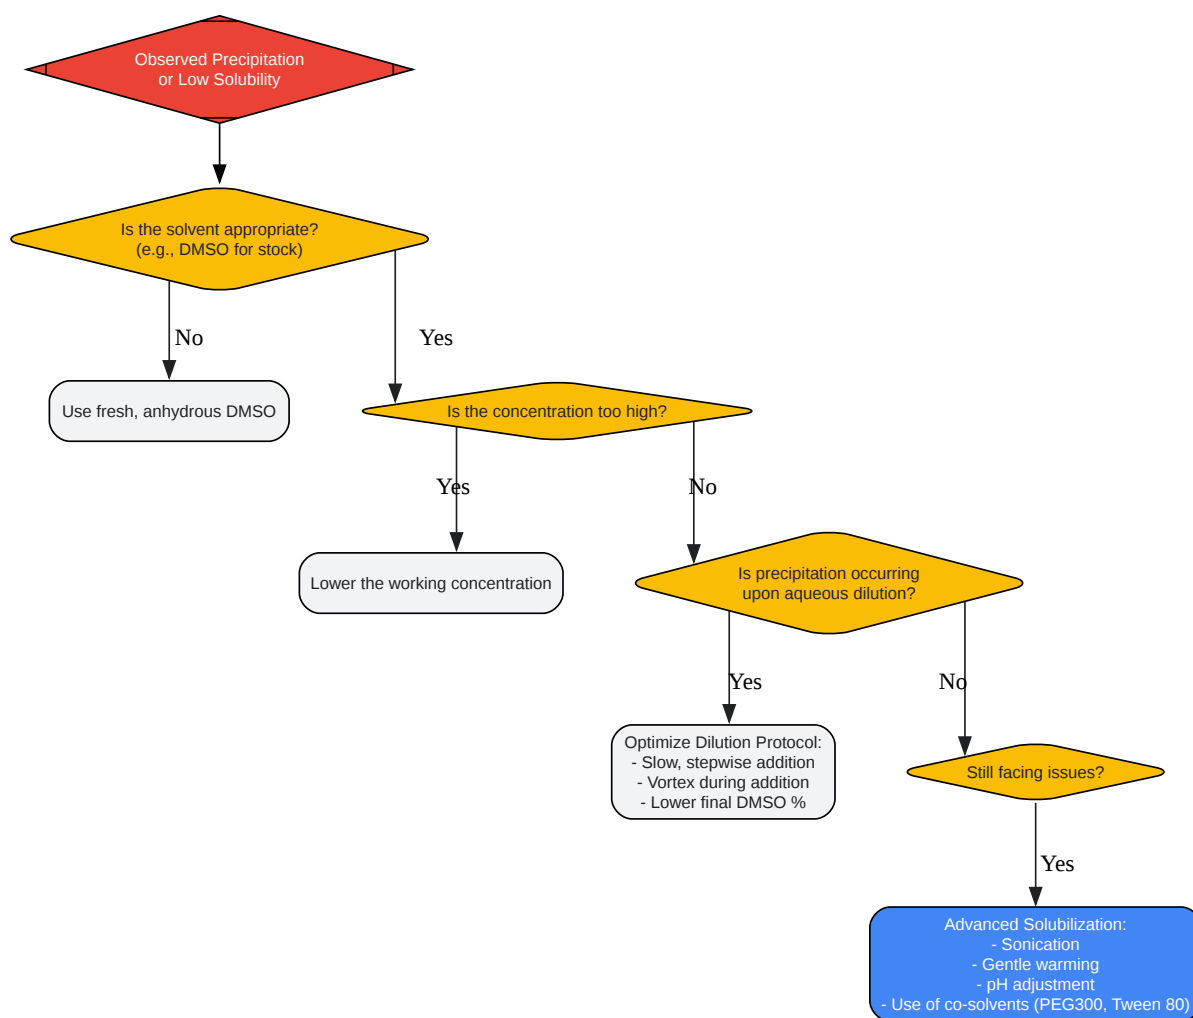 Observed Precipitation
or Low Solubility
Is the solvent appropriate?
(e.g., DMSO for stock)
No
Yes
Use fresh, anhydrous DMSO
Is the concentration too high?
Yes
No
Lower the working concentration
Is precipitation occurring
upon aqueous dilution?
Yes
No
Optimize Dilution Protocol:
- Slow, stepwise addition
- Vortex during addition
- Lower final DMSO %
Still facing issues?
Yes
Advanced Solubilization:
- Sonication
- Gentle warming
- pH adjustment
- Use of co-solvents (PEG300, Tween 80)